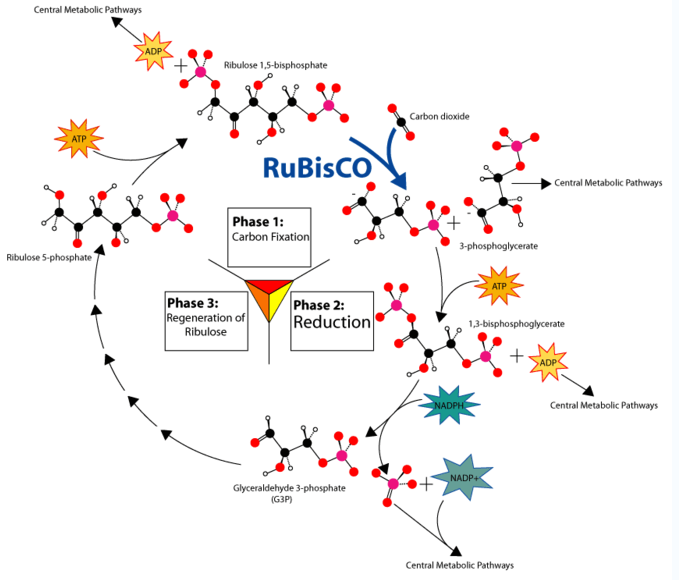 Central Metabolic Pathways
ADP
+
Ribulose 1,5-bisphosphate
Carbon dioxide
ATP
RuBisCO
Central Metabolic Pathways
-
-
+
3-phosphoglycerate
Phase 1:
Carbon Fixation
Ribulose 5-phosphate
Phase 3:
Regeneration of
Ribulose
Phase 2:
Reduction
ATP
1,3-bisphosphoglycerate
+
ADP
Central Metabolic Pathways
NADPH
Glyceraldehyde 3-phosphate
(G3P)
+
NADP+
Central Metabolic Pathways